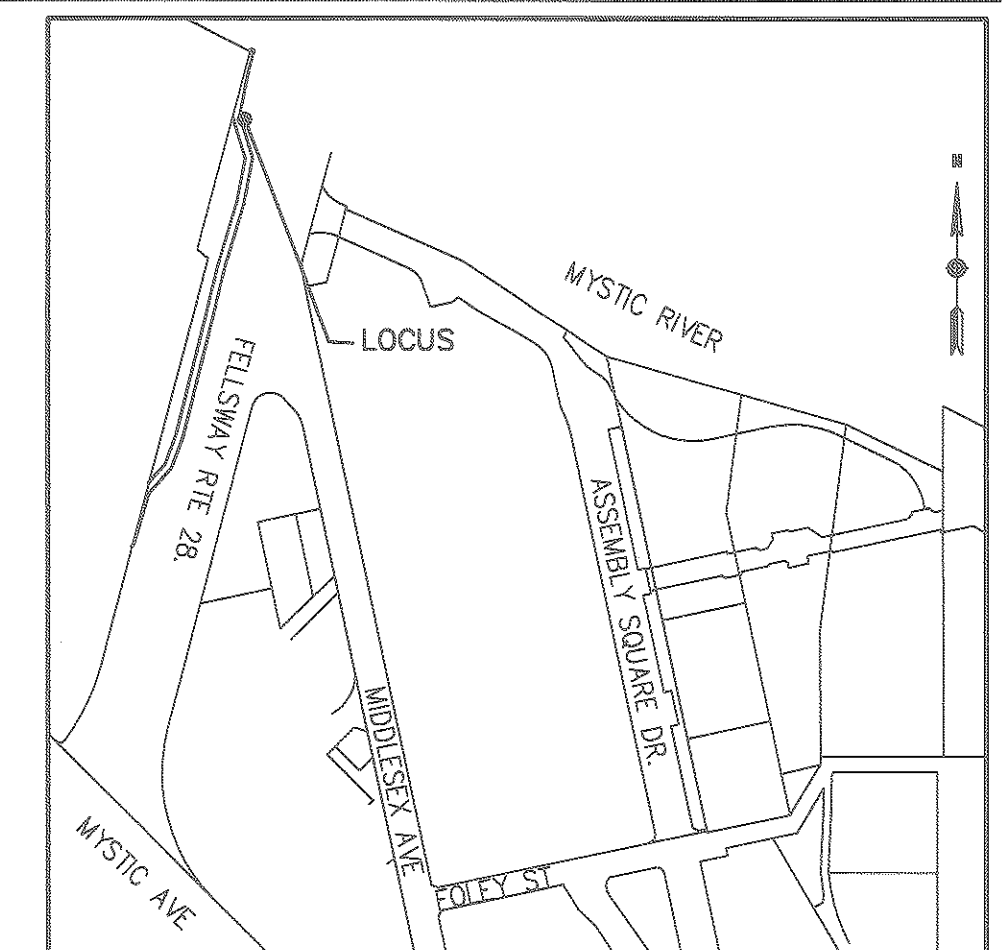 N
MYSTIC RIVER
LOCUS
FELLSWAY RTE 28.
ASSEMBLY SQUARE DR.
MIDDLESEX AVE
MYSTIC AVE
FOLEY ST